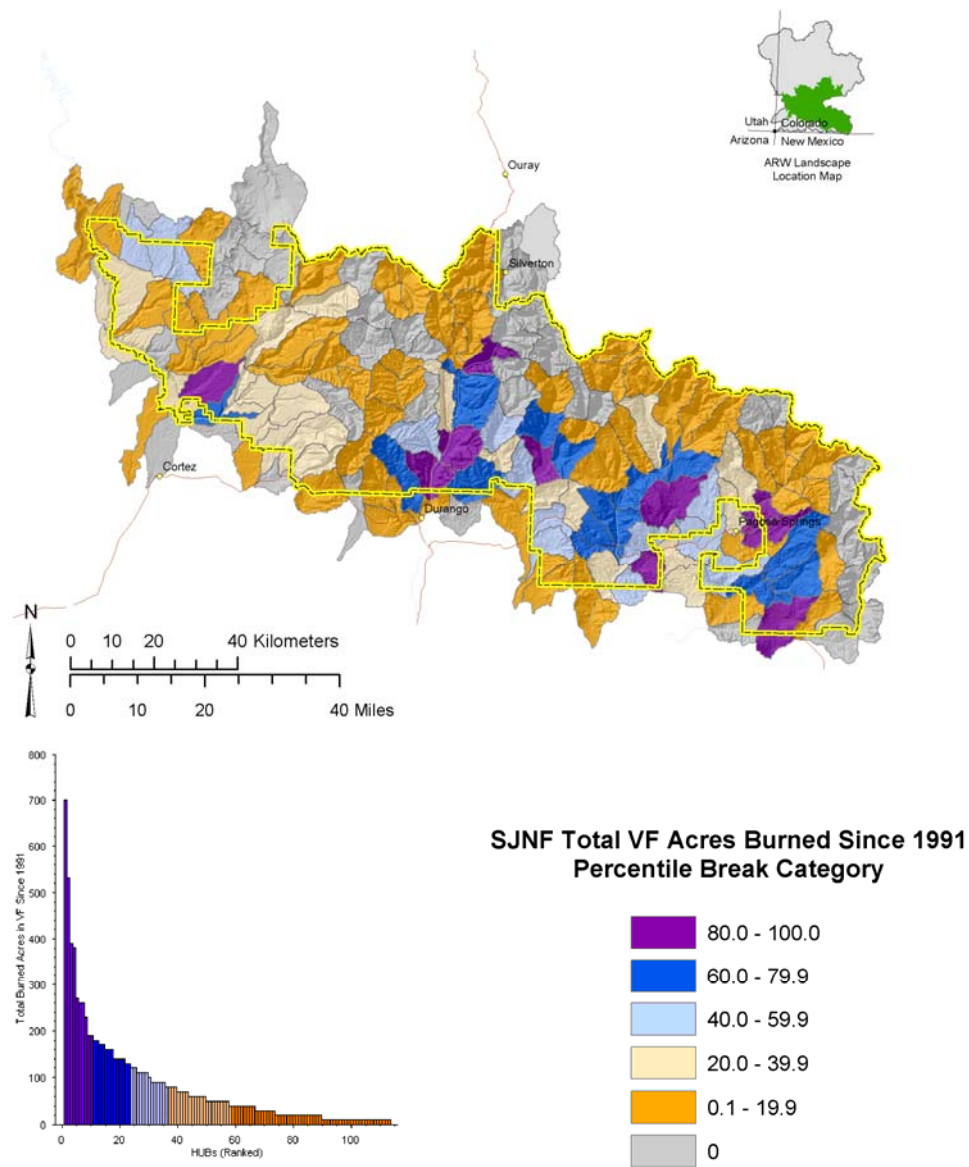 Utah Colorado
Arizona New Mexico
ARW Landscape
Location Map
Ouray
Silverton
Cortez
Durango
Pagosa Springs
N
0 10 20 40 Kilometers
0 10 20 40 Miles
800
700
600
500
400
300
200
100
0
Total Burned Acres in VF Since 1991
0 20 40 60 80 100
HUBs (Ranked)
SJNF Total VF Acres Burned Since 1991
Percentile Break Category
80.0 - 100.0
60.0 - 79.9
40.0 - 59.9
20.0 - 39.9
0.1 - 19.9
0